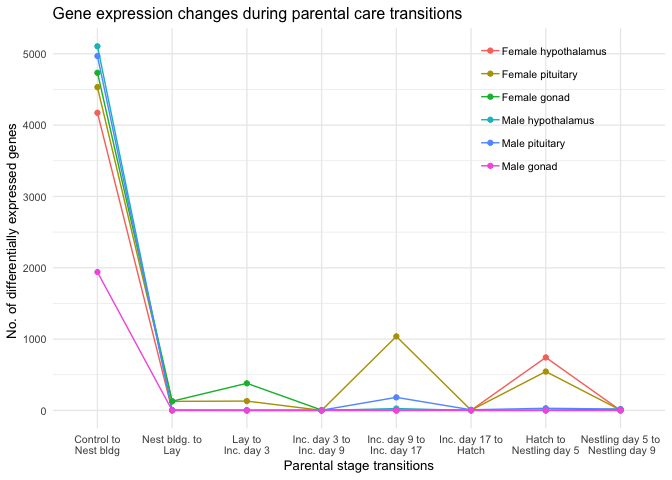 Gene expression changes during parental care transitions
No. of differentially expressed genes
5000
4000
3000
2000
1000
0
Female hypothalamus
Female pituitary
Female gonad
Male hypothalamus
Male pituitary
Male gonad
Control to
Nest bldg
Nest bldg. to
Lay
Lay to
Inc. day 3
Inc. day 3 to
Inc. day 9
Inc. day 9 to
Inc. day 17
Inc. day 17 to
Hatch
Hatch to
Nestling day 5
Nestling day 5 to
Nestling day 9
Parental stage transitions